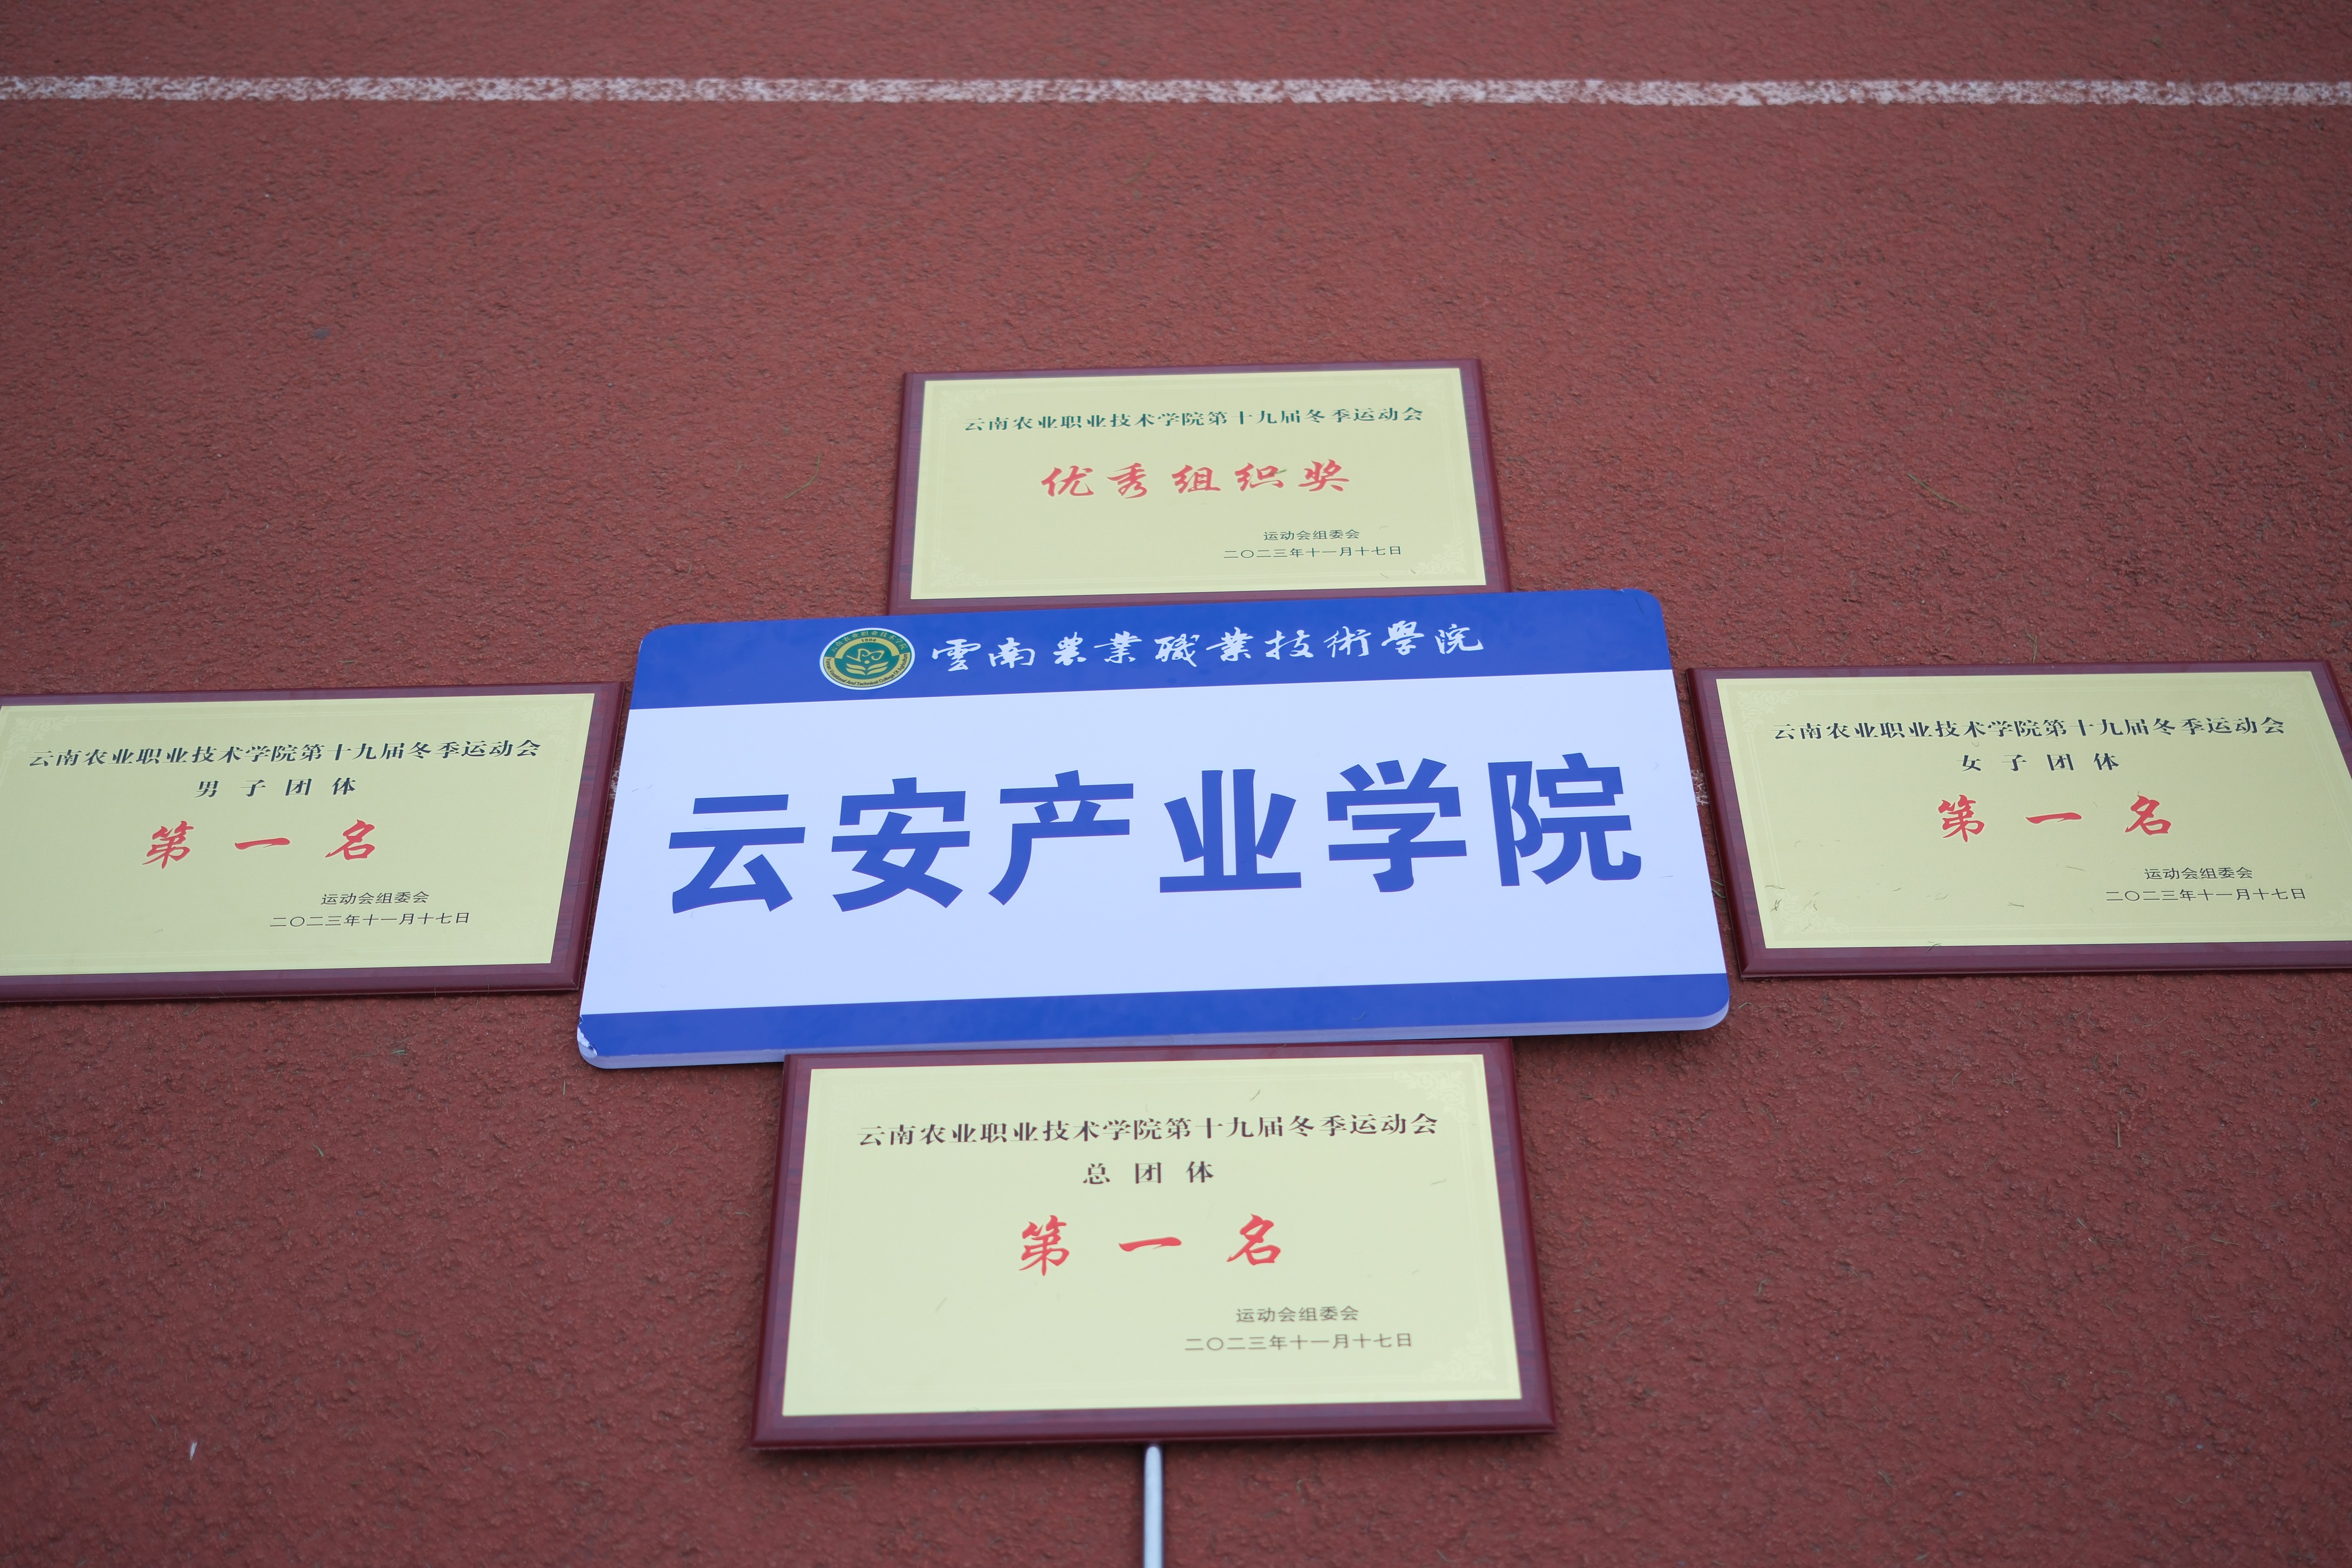 云南农业职业技术学院第十九届冬季运动会
优秀组织奖
运动会组委会
二〇二三年十一月十七日
雲南農業職業技術學院
云安产业学院
云南农业职业技术学院第十九届冬季运动会
男子团体
第一名
运动会组委会
二〇二三年十一月十七日
云南农业职业技术学院第十九届冬季运动会
女子团体
第一名
运动会组委会
二〇二三年十一月十七日
云南农业职业技术学院第十九届冬季运动会
总团体
第一名
运动会组委会
二〇二三年十一月十七日